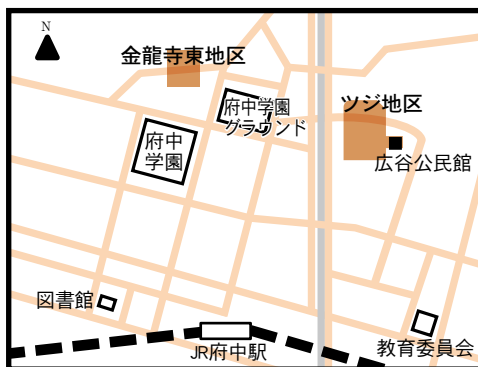 N
金龍寺東地区
府中学園
グラウンド
ツジ地区
府中
学園
広谷公民館
図書館
JR府中駅
教育委員会